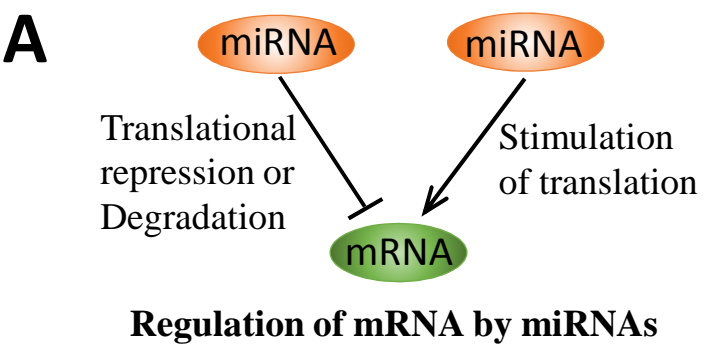 A
miRNA
miRNA
Translational
repression or
Degradation
Stimulation
of translation
mRNA
Regulation of mRNA by miRNAs